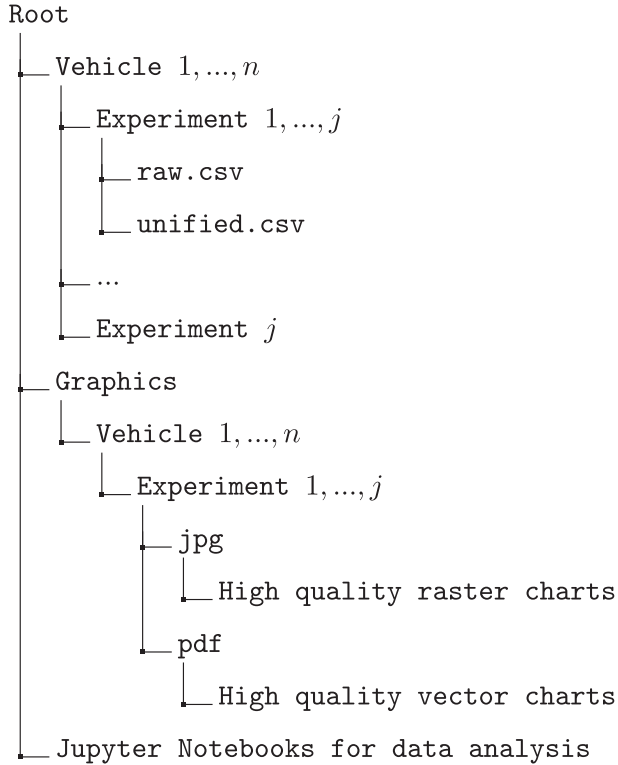 Root
Vehicle 1, ..., n
Experiment 1, ..., j
raw.csv
unified.csv
...
Experiment j
Graphics
Vehicle 1, ..., n
Experiment 1, ..., j
jpg
High quality raster charts
pdf
High quality vector charts
Jupyter Notebooks for data analysis